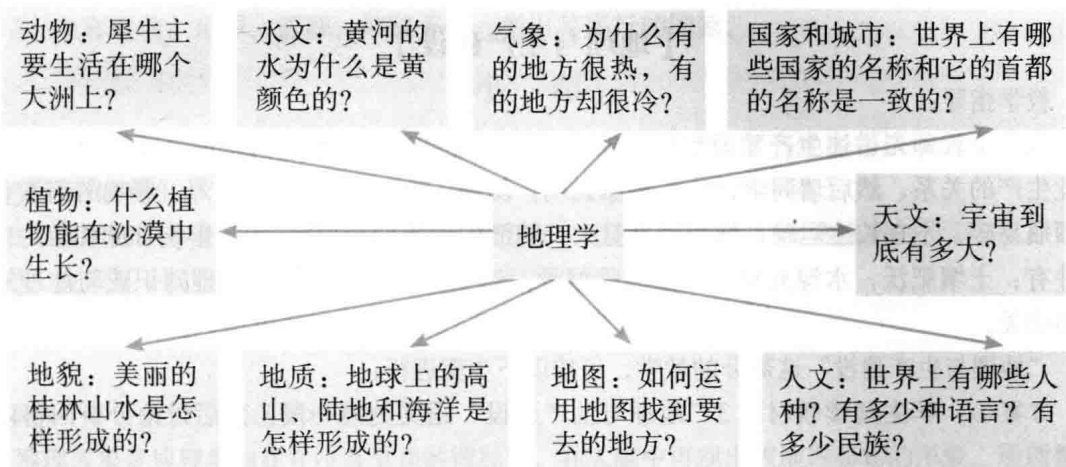 动物：犀牛主
要生活在哪个
大洲上？
水文：黄河的
水为什么是黄
颜色的？
气象：为什么有
的地方很热，有
的地方却很冷？
国家和城市：世界上有哪
些国家的名称和它的首都
的名称是一致的？
植物：什么植
物能在沙漠中
生长？
地理学
天文：宇宙到
底有多大？
地貌：美丽的
桂林山水是怎
样形成的？
地质：地球上的高
山、陆地和海洋是
怎样形成的？
地图：如何运
用地图找到要
去的地方？
人文：世界上有哪些人
种？有多少种语言？有
多少民族？